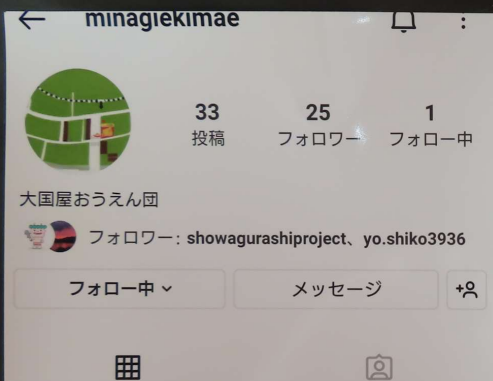 minagiekimae
33 25 1
投稿 フォロワー フォロー中
大国屋おうえん団
フォロワー: showagurashiproject、yo.shiko3936
フォロー中 メッセージ